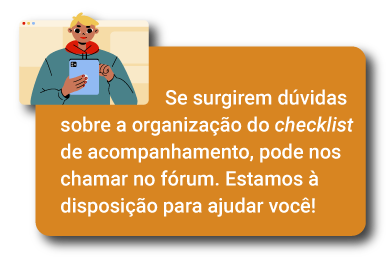 Se surgirem dúvidas
sobre a organização do checklist
de acompanhamento, pode nos
chamar no fórum. Estamos à
disposição para ajudar você!